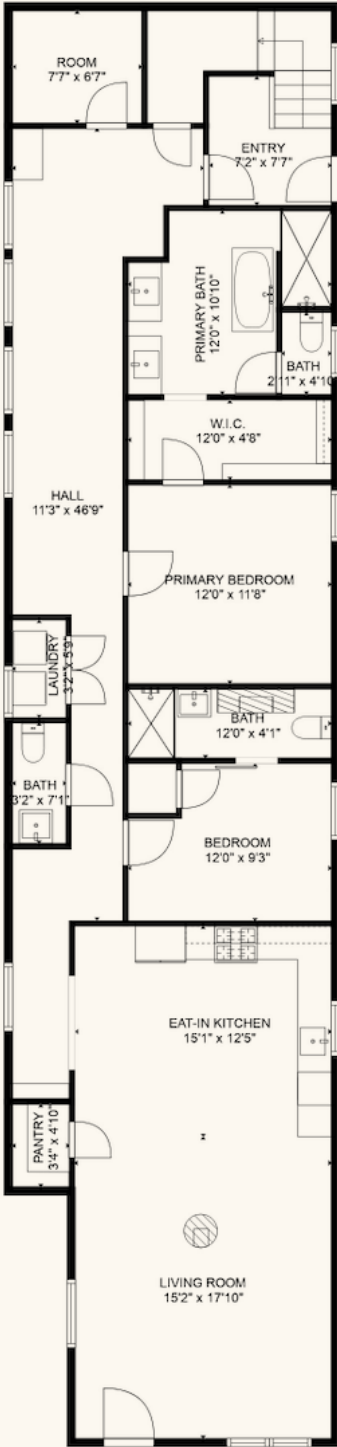 ROOM
7'7" x 6'7"
ENTRY
7'2" x 7'7"
PRIMARY BATH
12'0" x 10'10"
BATH
2'11" x 4'10"
W.I.C.
12'0" x 4'8"
HALL
11'3" x 46'9"
PRIMARY BEDROOM
12'0" x 11'8"
LAUNDRY
3'2" x 5'9"
BATH
12'0" x 4'1"
BATH
3'2" x 7'1"
BEDROOM
12'0" x 9'3"
EAT-IN KITCHEN
15'1" x 12'5"
PANTRY
3'4" x 4'10"
LIVING ROOM
15'2" x 17'10"